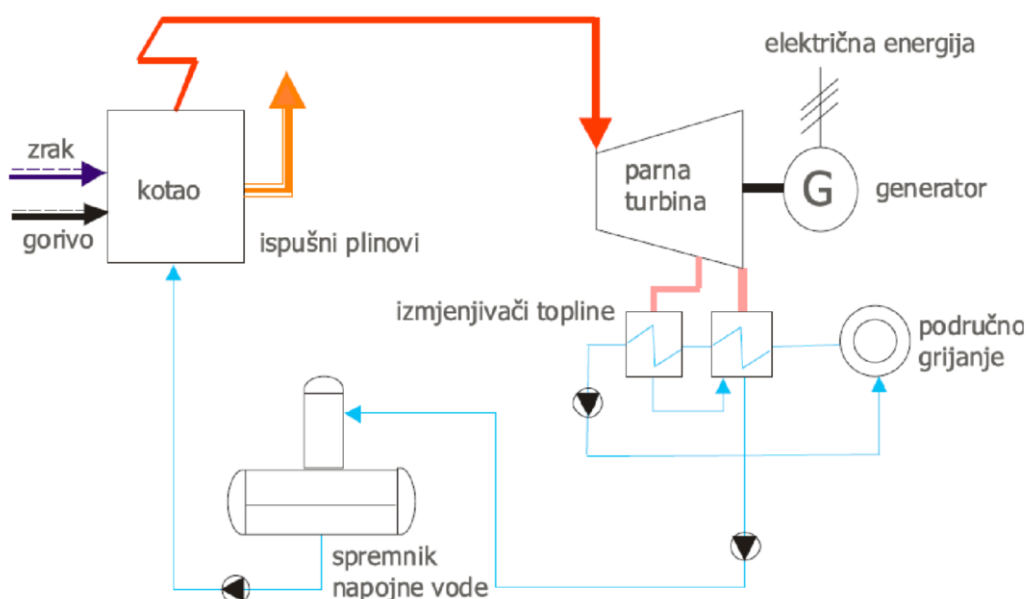 električna energija
zrak
kotao
parna
turbina
G
generator
gorivo
ispušni plinovi
izmjenjivači topline
područno
grijanje
spremnik
napojne vode